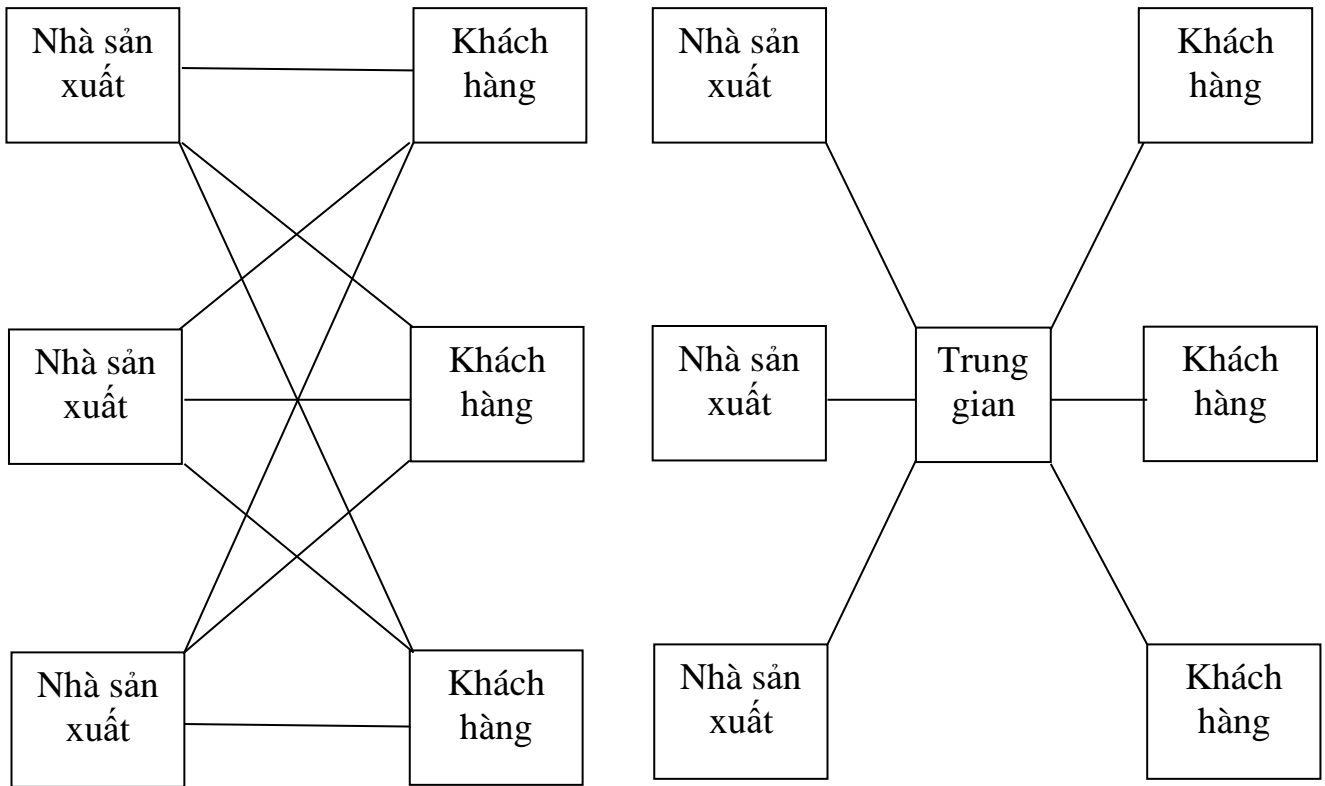 Nhà sản
xuất
Khách
hàng
Nhà sản
xuất
Khách
hàng
Nhà sản
xuất
Khách
hàng
Nhà sản
xuất
Trung
gian
Khách
hàng
Nhà sản
xuất
Khách
hàng
Nhà sản
xuất
Khách
hàng